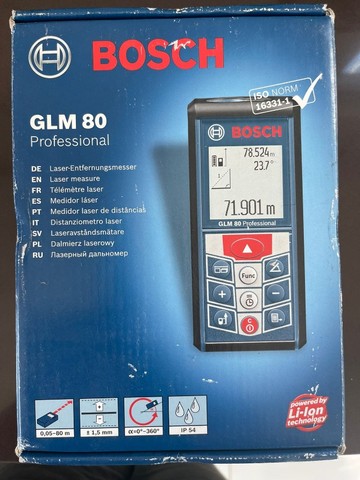 BOSCH
ISO NORM
16331-1
GLM 80
Professional
DE Laser-Entfernungsmesser
EN Laser measure
FR Télémètre laser
ES Medidor láser
PT Medidor laser de distâncias
IT Distanziometro laser
SV Laseravståndsmätare
PL Dalmierz laserowy
RU Лазерный дальномер
BOSCH
78.524m
23.7°
71.901m
GLM 80 Professional
Func
m
C
0,05-80 m
± 1,5 mm
α=0°-360°
IP 54
powered by
Li-Ion
technology